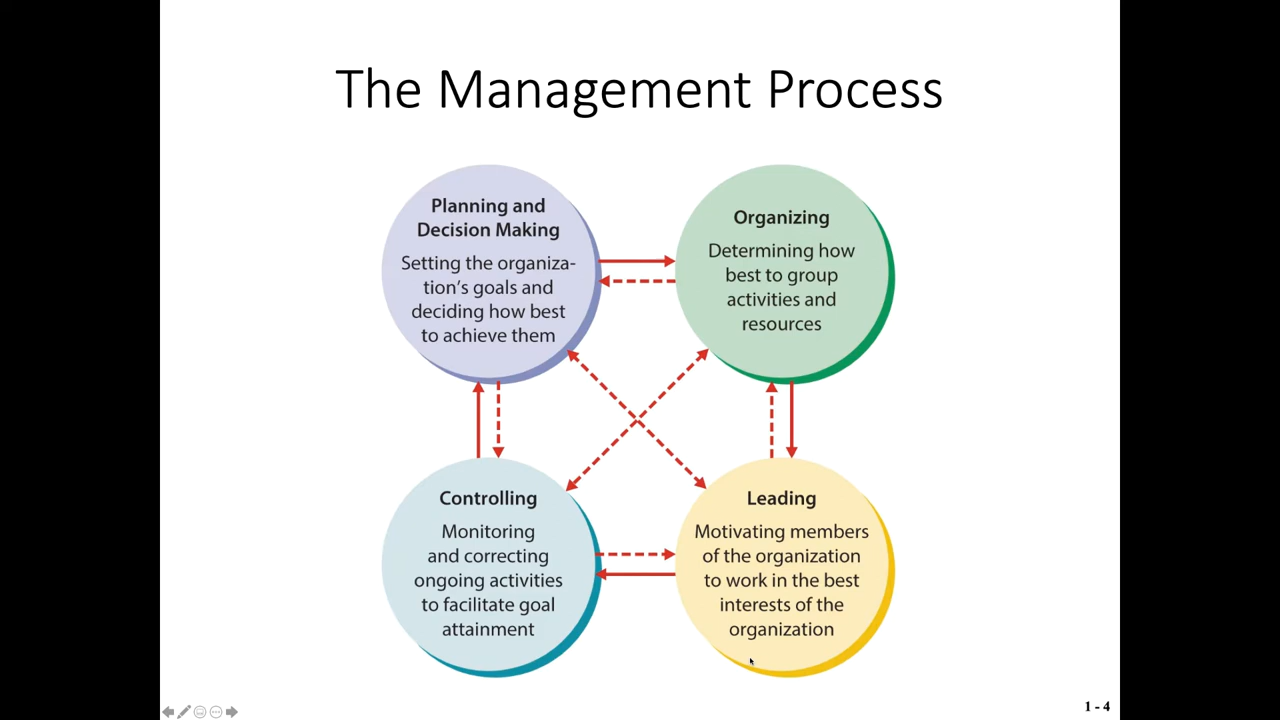 The Management Process
Planning and
Decision Making
Setting the organiza-
tion's goals and
deciding how best
to achieve them
Organizing
Determining how
best to group
activities and
resources
Controlling
Monitoring
and correcting
ongoing activities
to facilitate goal
attainment
Leading
Motivating members
of the organization
to work in the best
interests of the
organization
1 - 4